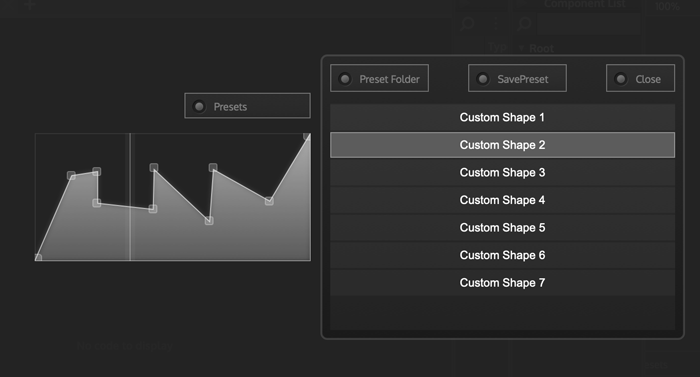 Component List
100%
Root
Preset Folder
SavePreset
Close
Presets
Custom Shape 1
Custom Shape 2
Custom Shape 3
Custom Shape 4
Custom Shape 5
Custom Shape 6
Custom Shape 7